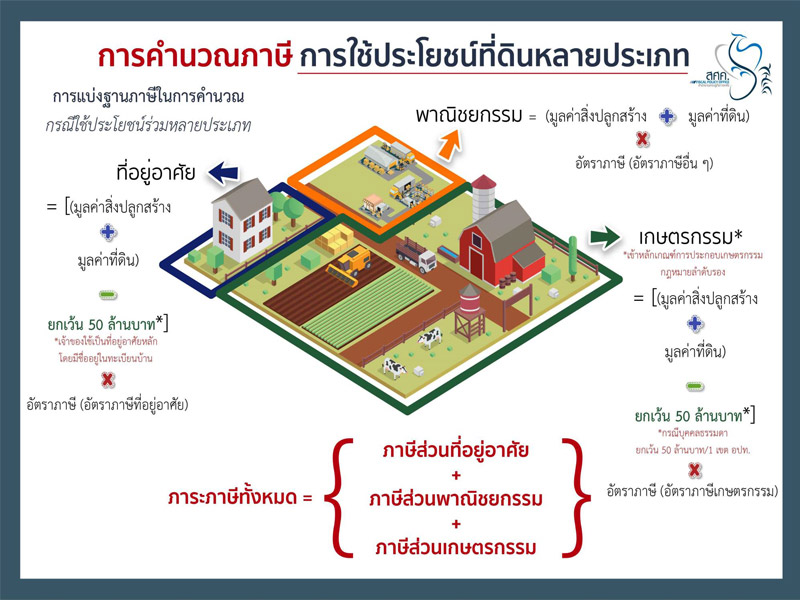 การคำนวณภาษี การใช้ประโยชน์ที่ดินหลายประเภท
สศค.
การแบ่งฐานภาษีในการคำนวณ
กรณีใช้ประโยชน์ร่วมหลายประเภท
พาณิชยกรรม = (มูลค่าสิ่งปลูกสร้าง + มูลค่าที่ดิน)
x
อัตราภาษี (อัตราภาษีอื่น ๆ)
ที่อยู่อาศัย
= [(มูลค่าสิ่งปลูกสร้าง
+
มูลค่าที่ดิน)
-
ยกเว้น 50 ล้านบาท*]
*เจ้าของใช้เป็นที่อยู่อาศัยหลัก
โดยมีชื่ออยู่ในทะเบียนบ้าน
x
อัตราภาษี (อัตราภาษีที่อยู่อาศัย)
เกษตรกรรม*
*เข้าหลักเกณฑ์การประกอบเกษตรกรรม
กฎหมายลำดับรอง
= [(มูลค่าสิ่งปลูกสร้าง
+
มูลค่าที่ดิน)
-
ยกเว้น 50 ล้านบาท*]
*กรณีบุคคลธรรมดา
ยกเว้น 50 ล้านบาท/1 เขต อปท.
x
อัตราภาษี (อัตราภาษีเกษตรกรรม)
ภาระภาษีทั้งหมด =
ภาษีส่วนที่อยู่อาศัย
+
ภาษีส่วนพาณิชยกรรม
+
ภาษีส่วนเกษตรกรรม